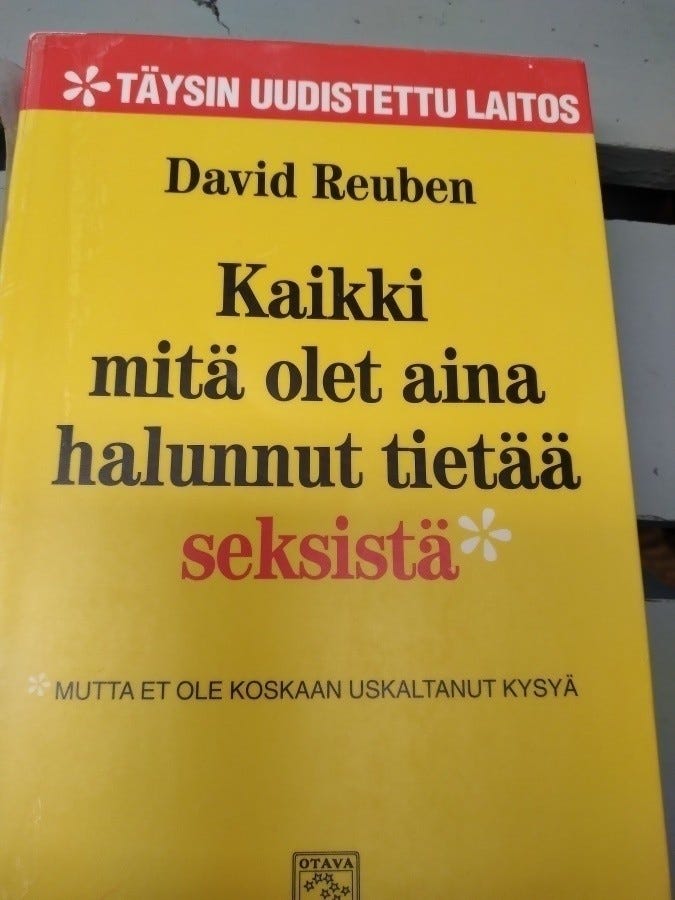 * TÄYSIN UUDISTETTU LAITOS
David Reuben
Kaikki
mitä olet aina
halunnut tietää
seksistä*
* MUTTA ET OLE KOSKAAN USKALTANUT KYSYÄ
OTAVA